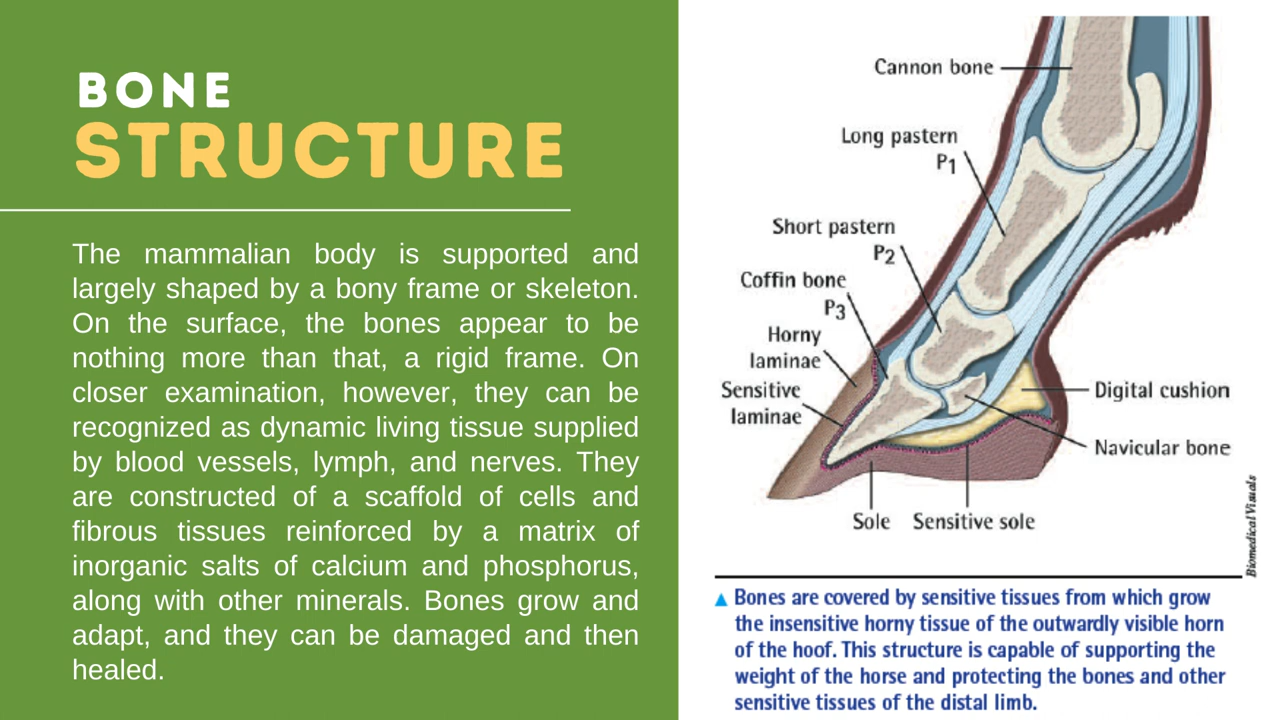 BONE
STRUCTURE
The mammalian body is supported and
largely shaped by a bony frame or skeleton.
On the surface, the bones appear to be
nothing more than that, a rigid frame. On
closer examination, however, they can be
recognized as dynamic living tissue supplied
by blood vessels, lymph, and nerves. They
are constructed of a scaffold of cells and
fibrous tissues reinforced by a matrix of
inorganic salts of calcium and phosphorus,
along with other minerals. Bones grow and
adapt, and they can be damaged and then
healed.
Cannon bone
Long pastern
P1
Short pastern
P2
Coffin bone
P3
Horny
laminae
Sensitive
laminae
Digital cushion
Navicular bone
Sole
Sensitive sole
Biomedical Visuals
▲ Bones are covered by sensitive tissues from which grow
the insensitive horny tissue of the outwardly visible horn
of the hoof. This structure is capable of supporting the
weight of the horse and protecting the bones and other
sensitive tissues of the distal limb.